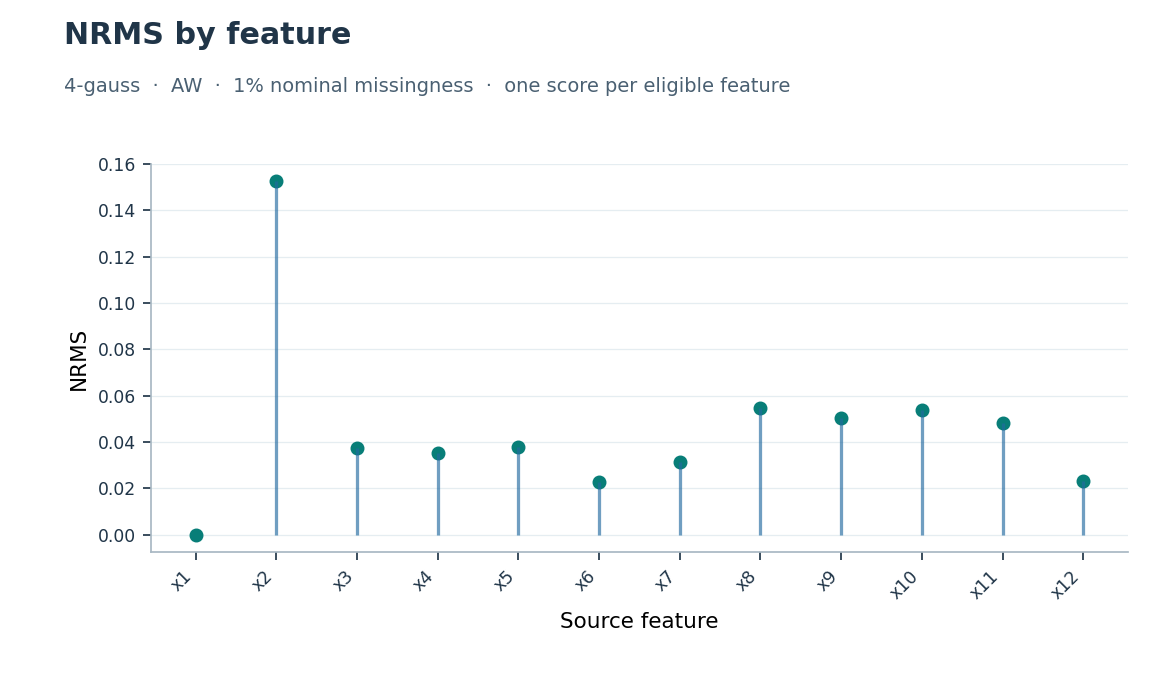 NRMS by feature
4-gauss · AW · 1% nominal missingness · one score per eligible feature
0.16
0.14
0.12
0.10
0.08
0.06
0.04
0.02
0.00
NRMS
x1 x2 x3 x4 x5 x6 x7 x8 x9 x10 x11 x12
Source feature